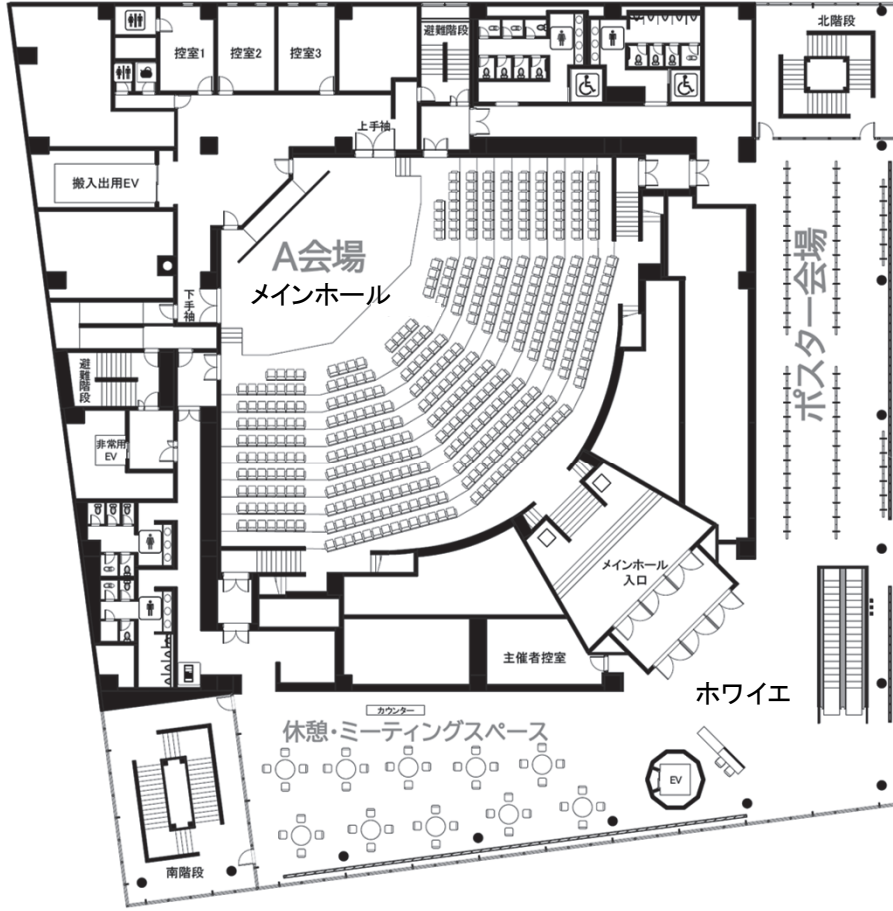 避難階段
北階段
控室1
控室2
控室3
上手袖
搬入出用EV
A会場
メインホール
ポスター会場
下手袖
避難階段
非常用
EV
メインホール
入口
主催者控室
ホワイエ
カウンター
休憩・ミーティングスペース
EV
南階段